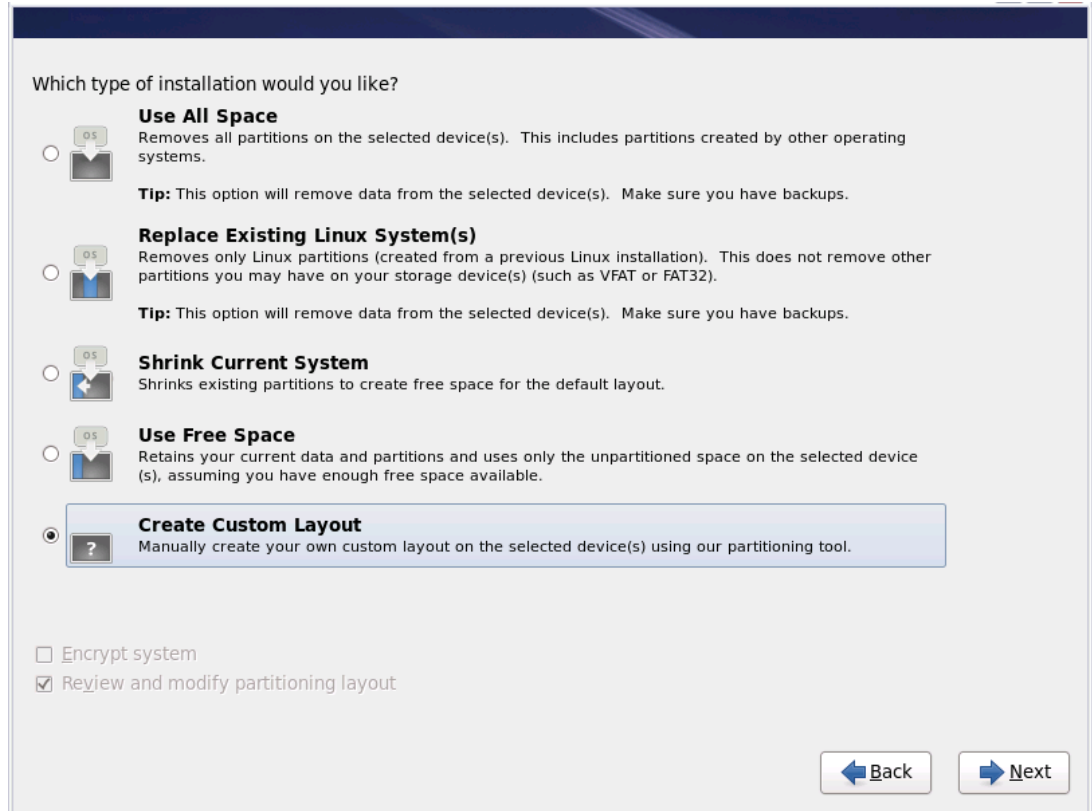 Which type of installation would you like?
Use All Space
OS
Removes all partitions on the selected device(s).  This includes partitions created by other operating
systems.
Tip: This option will remove data from the selected device(s).  Make sure you have backups.
Replace Existing Linux System(s)
OS
Removes only Linux partitions (created from a previous Linux installation).  This does not remove other
partitions you may have on your storage device(s) (such as VFAT or FAT32).
Tip: This option will remove data from the selected device(s).  Make sure you have backups.
OS
Shrink Current System
Shrinks existing partitions to create free space for the default layout.
OS
Use Free Space
Retains your current data and partitions and uses only the unpartitioned space on the selected device
(s), assuming you have enough free space available.
Create Custom Layout
?
Manually create your own custom layout on the selected device(s) using our partitioning tool.
Encrypt system
Review and modify partitioning layout
Back
Next